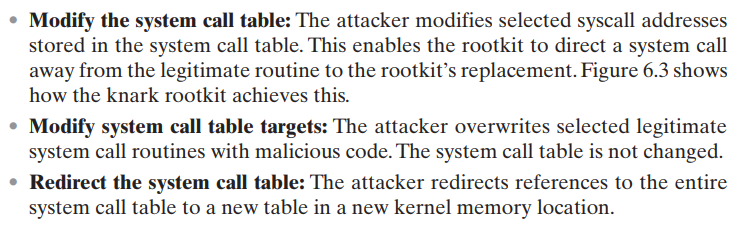 • Modify the system call table: The attacker modifies selected syscall addresses
stored in the system call table. This enables the rootkit to direct a system call
away from the legitimate routine to the rootkit’s replacement. Figure 6.3 shows
how the knark rootkit achieves this.
• Modify system call table targets: The attacker overwrites selected legitimate
system call routines with malicious code. The system call table is not changed.
• Redirect the system call table: The attacker redirects references to the entire
system call table to a new table in a new kernel memory location.